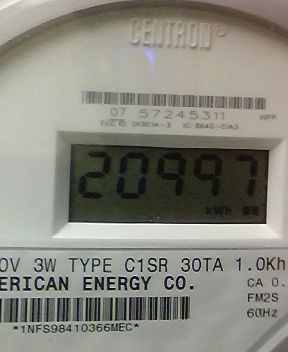 CENTRON®
07 57245311
20997
kWh
0V 3W TYPE C1SR 30TA 1.0Kh
ERICAN ENERGY CO.
CA 0.
FM2S
60Hz
*1NFS98410366MEC*